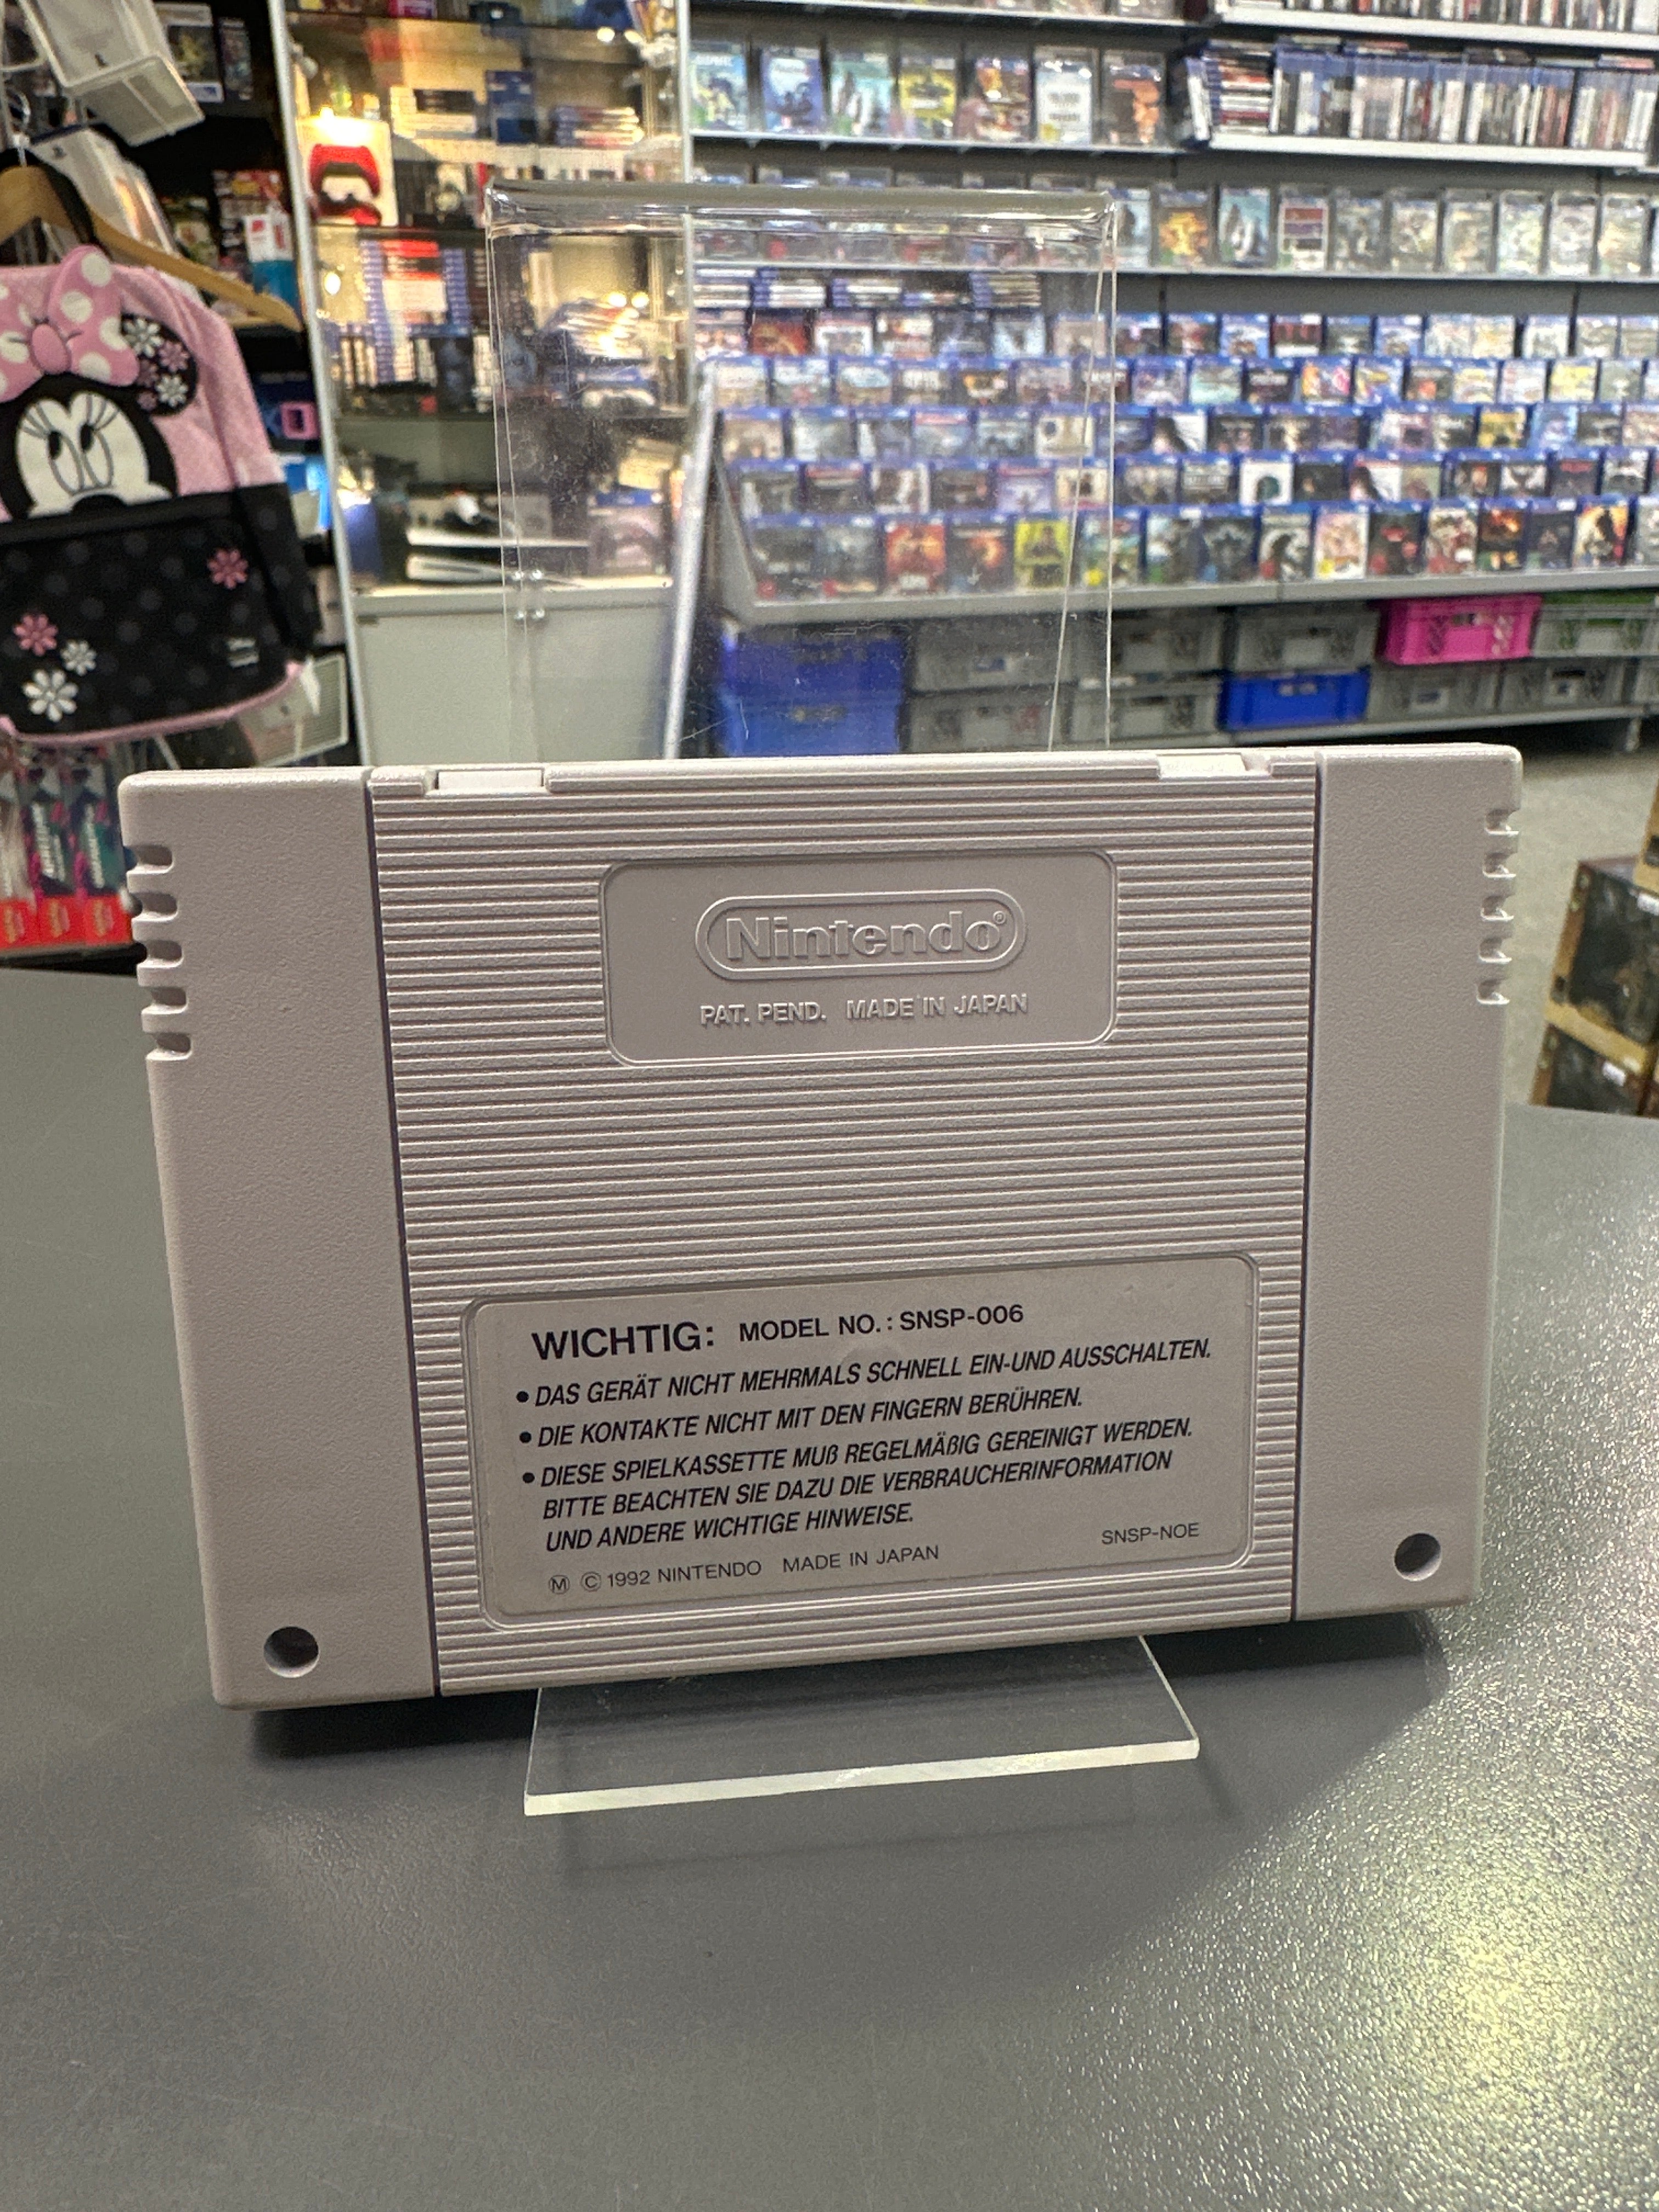 Nintendo®
PAT. PEND. MADE IN JAPAN
WICHTIG: MODEL NO.: SNSP-006
• DAS GERÄT NICHT MEHRMALS SCHNELL EIN-UND AUSSCHALTEN.
• DIE KONTAKTE NICHT MIT DEN FINGERN BERÜHREN.
• DIESE SPIELKASSETTE MUß REGELMÄßIG GEREINIGT WERDEN.
BITTE BEACHTEN SIE DAZU DIE VERBRAUCHERINFORMATION
UND ANDERE WICHTIGE HINWEISE.
SNSP-NOE
Ⓜ © 1992 NINTENDO MADE IN JAPAN